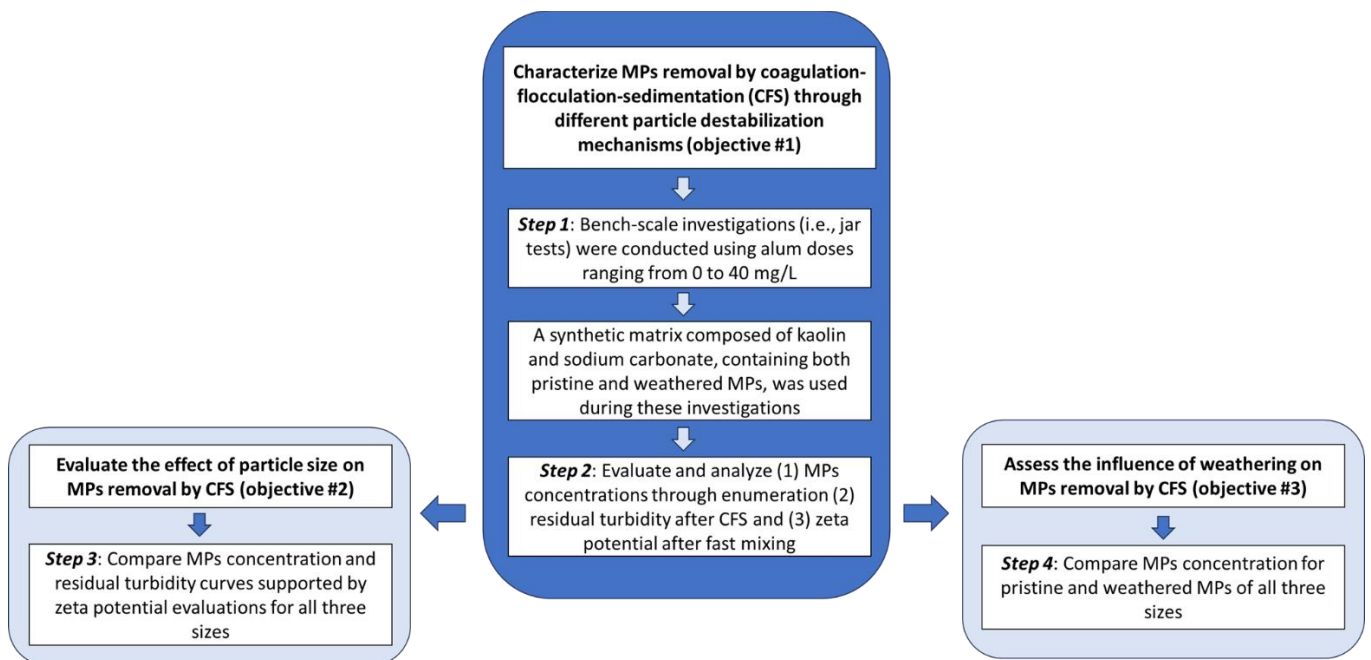 Characterize MPs removal by coagulation-
flocculation-sedimentation (CFS) through
different particle destabilization
mechanisms (objective #1)
Step 1: Bench-scale investigations (i.e., jar
tests) were conducted using alum doses
ranging from 0 to 40 mg/L
A synthetic matrix composed of kaolin
and sodium carbonate, containing both
pristine and weathered MPs, was used
during these investigations
Step 2: Evaluate and analyze (1) MPs
concentrations through enumeration (2)
residual turbidity after CFS and (3) zeta
potential after fast mixing
Evaluate the effect of particle size on
MPs removal by CFS (objective #2)
Step 3: Compare MPs concentration and
residual turbidity curves supported by
zeta potential evaluations for all three
sizes
Assess the influence of weathering on
MPs removal by CFS (objective #3)
Step 4: Compare MPs concentration for
pristine and weathered MPs of all three
sizes